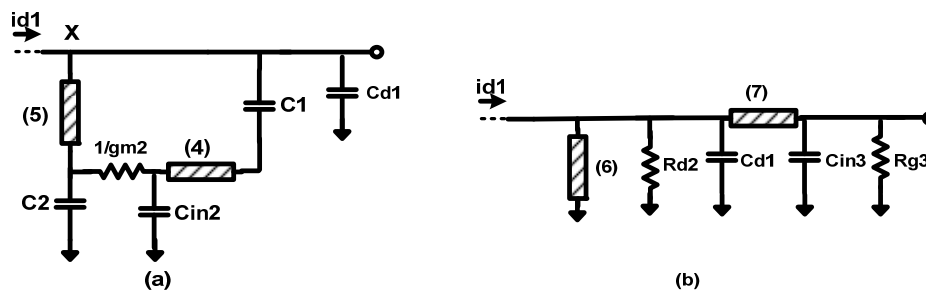 id1
X
Cd1
C1
(5)
1/gm2
(4)
C2
Cin2
(a)
id1
(7)
(6)
Rd2
Cd1
Cin3
Rg3
(b)